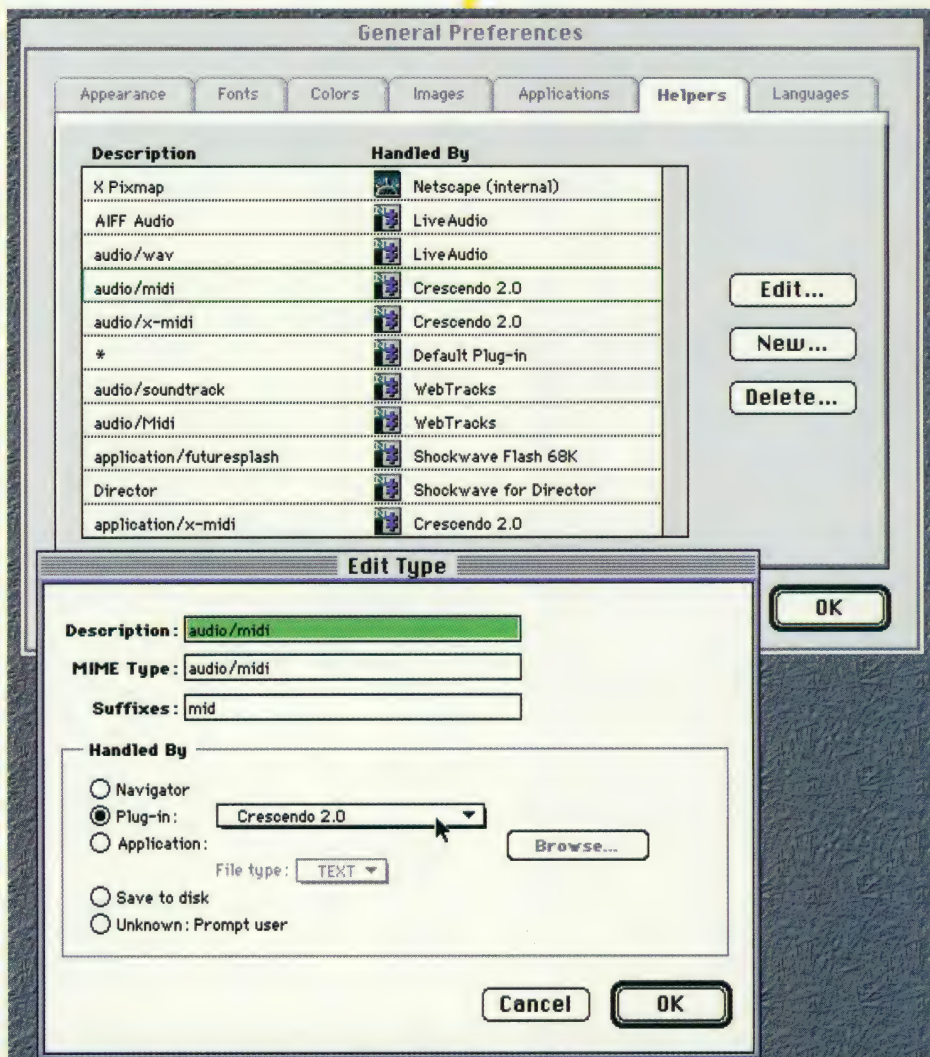 General Preferences
Appearance Fonts Colors Images Applications Helpers Languages
Description Handled By
X Pixmap Netscape (internal)
AIFF Audio LiveAudio
audio/wav LiveAudio
audio/midi Crescendo 2.0
audio/x-midi Crescendo 2.0
* Default Plug-in
audio/soundtrack WebTracks
audio/Midi WebTracks
application/futuresplash Shockwave Flash 68K
Director Shockwave for Director
application/x-midi Crescendo 2.0
Edit...
New...
Delete...
OK
Edit Type
Description: audio/midi
MIME Type: audio/midi
Suffixes: mid
Handled By
Navigator
Plug-in: Crescendo 2.0
Application:
Browse...
File type: TEXT
Save to disk
Unknown: Prompt user
Cancel OK